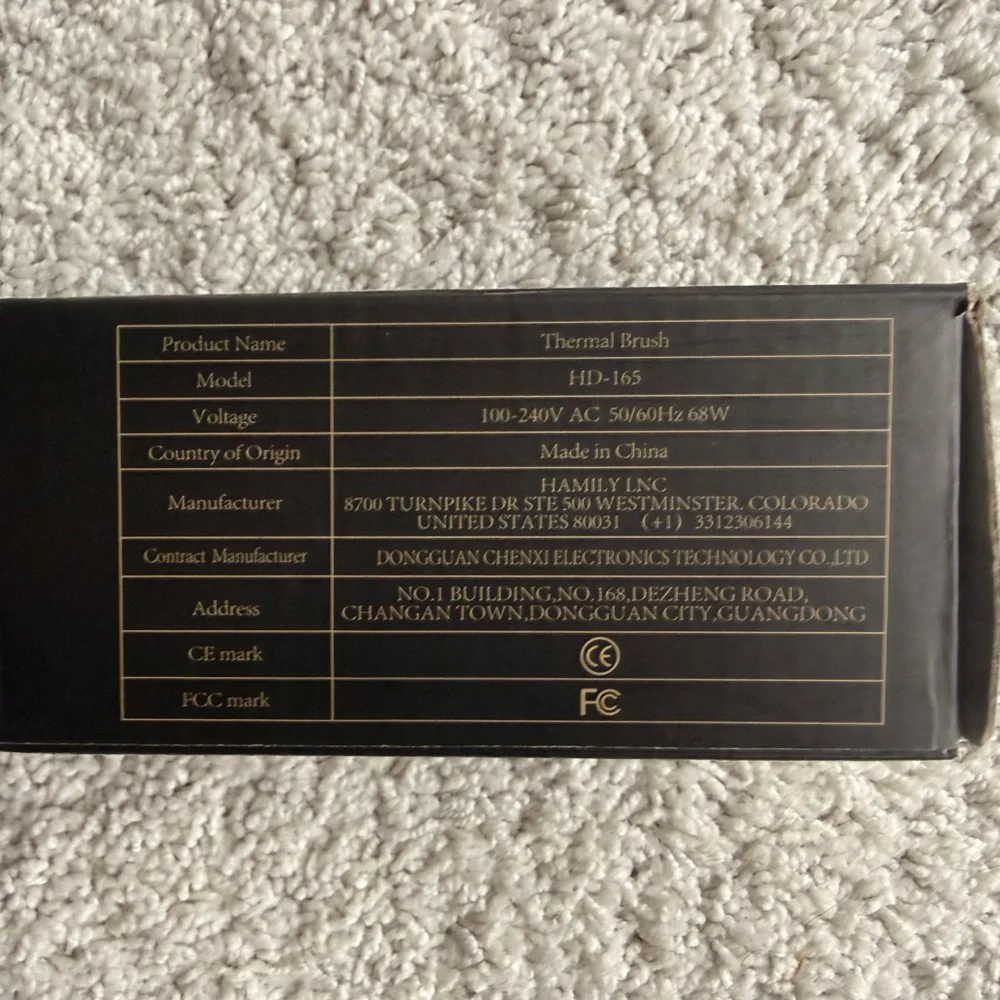 Product Name Thermal Brush
Model HD-165
Voltage 100-240V AC 50/60Hz 68W
Country of Origin Made in China
Manufacturer
HAMILY LNC
8700 TURNPIKE DR STE 500 WESTMINSTER. COLORADO
UNITED STATES 80031 (+1) 3312306144
Contract Manufacturer DONGGUAN CHENXI ELECTRONICS TECHNOLOGY CO.,LTD
Address
NO.1 BUILDING,NO.168,DEZHENG ROAD,
CHANGAN TOWN,DONGGUAN CITY,GUANGDONG
CE mark CE
FCC mark FC